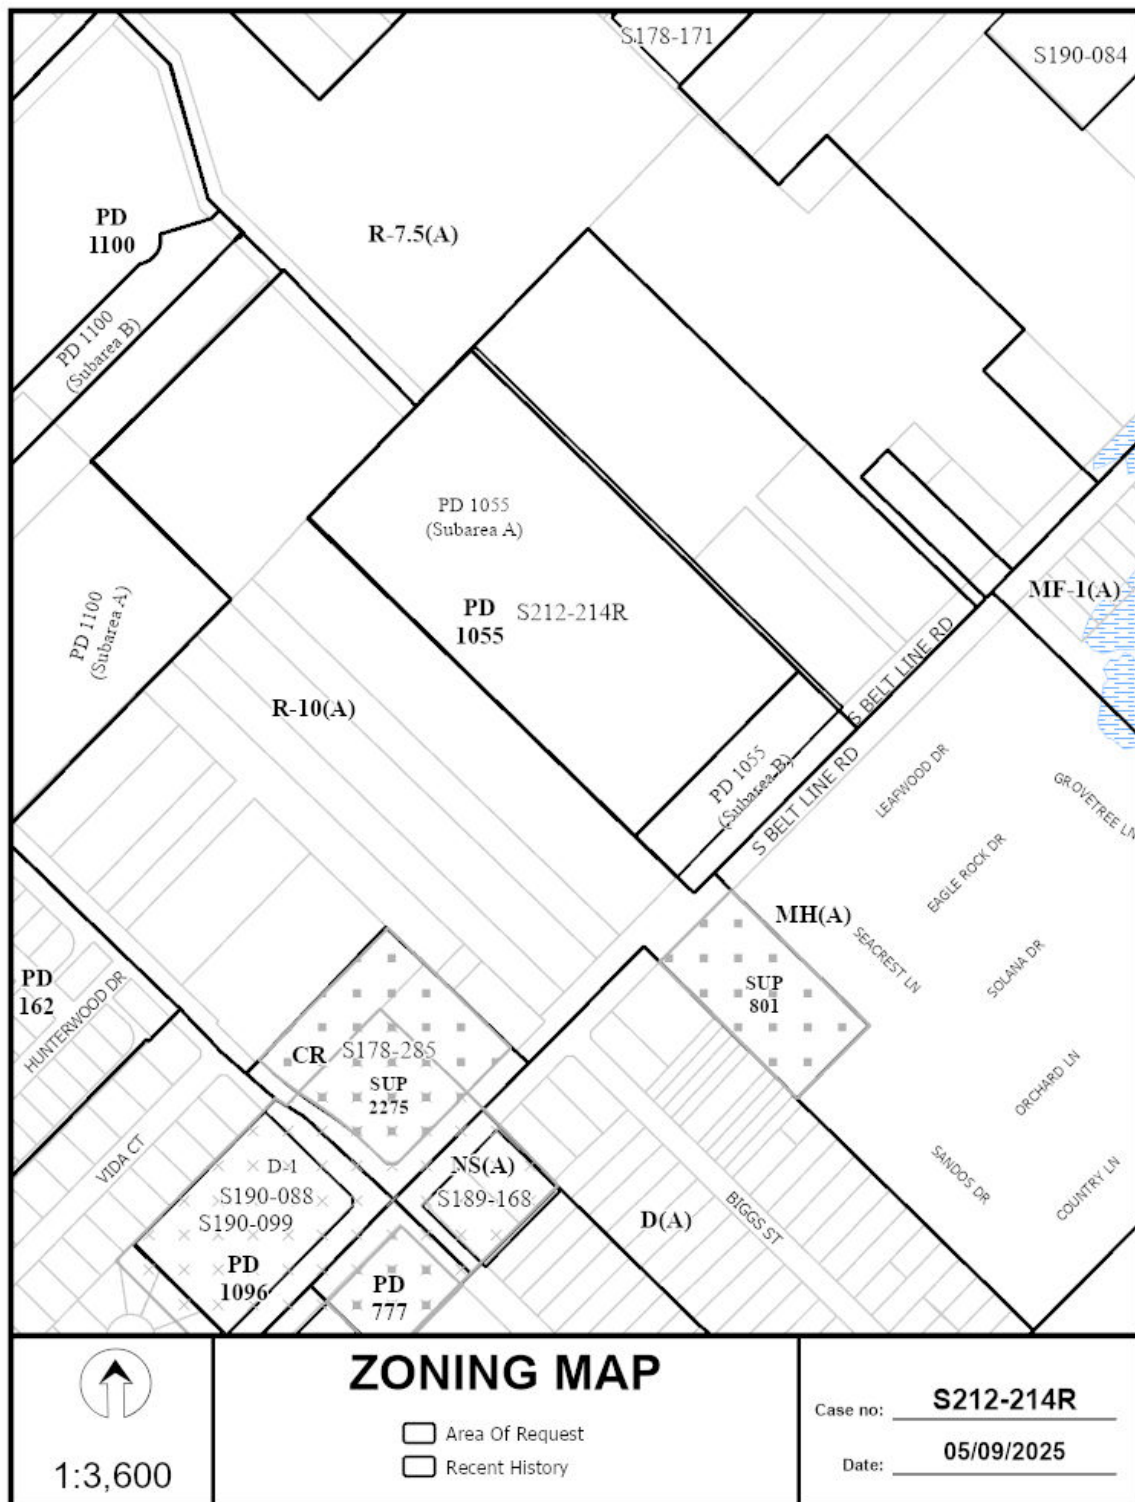 S178-171
S190-084
PD
1100
R-7.5(A)
PD 1100
(Subarea B)
PD 1055
(Subarea A)
PD
1055
S212-214R
PD 1100
(Subarea A)
MF-1(A)
R-10(A)
S BELT LINE RD
PD 1055
(Subarea B)
S BELT LINE RD
LEAFWOOD DR
GROVETREE LN
EAGLE ROCK DR
MH(A)
SEACREST LN
SOLANA DR
PD
162
HUNTERWOOD DR
SUP
801
CR
S178-285
SUP
2275
ORCHARD LN
VIDA CT
D-1
S190-088
S190-099
NS(A)
S189-168
D(A)
BIGGS ST
SANDOS DR
COUNTRY LN
PD
1096
PD
777
1:3,600
ZONING MAP
Area Of Request
Recent History
Case no: S212-214R
Date: 05/09/2025